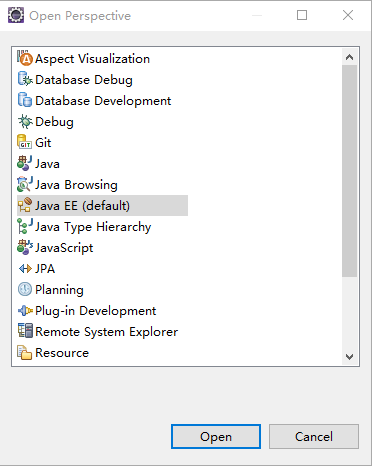 Open Perspective
Aspect Visualization
Database Debug
Database Development
Debug
Git
Java
Java Browsing
Java EE (default)
Java Type Hierarchy
JavaScript
JPA
Planning
Plug-in Development
Remote System Explorer
Resource
Open
Cancel